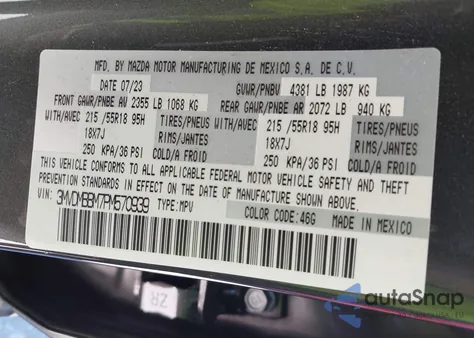 MFD. BY MAZDA MOTOR MANUFACTURING DE MEXICO S.A. DE C.V.
DATE 07/23 GVWR/PNBV 4381 LB 1987 KG
FRONT GAWR/PNBE AV 2355 LB 1068 KG REAR GAWR/PNBE AR 2072 LB 940 KG
WITH/AVEC 215 /55R18 95H TIRES/PNEUS WITH/AVEC 215 /55R18 95H TIRES/PNEUS
18X7J RIMS/JANTES 18X7J RIMS/JANTES
250 KPA/36 PSI COLD/A FROID 250 KPA/36 PSI COLD/A FROID
THIS VEHICLE CONFORMS TO ALL APPLICABLE FEDERAL MOTOR VEHICLE SAFETY AND THEFT
PREVENTION STANDARDS IN EFFECT ON THE DATE OF MANUFACTURE SHOWN ABOVE.
VIN: 3MVDMBBM7PM570939 TYPE: MPV COLOR CODE: 46G MADE IN MEXICO
ZR
autoSnap